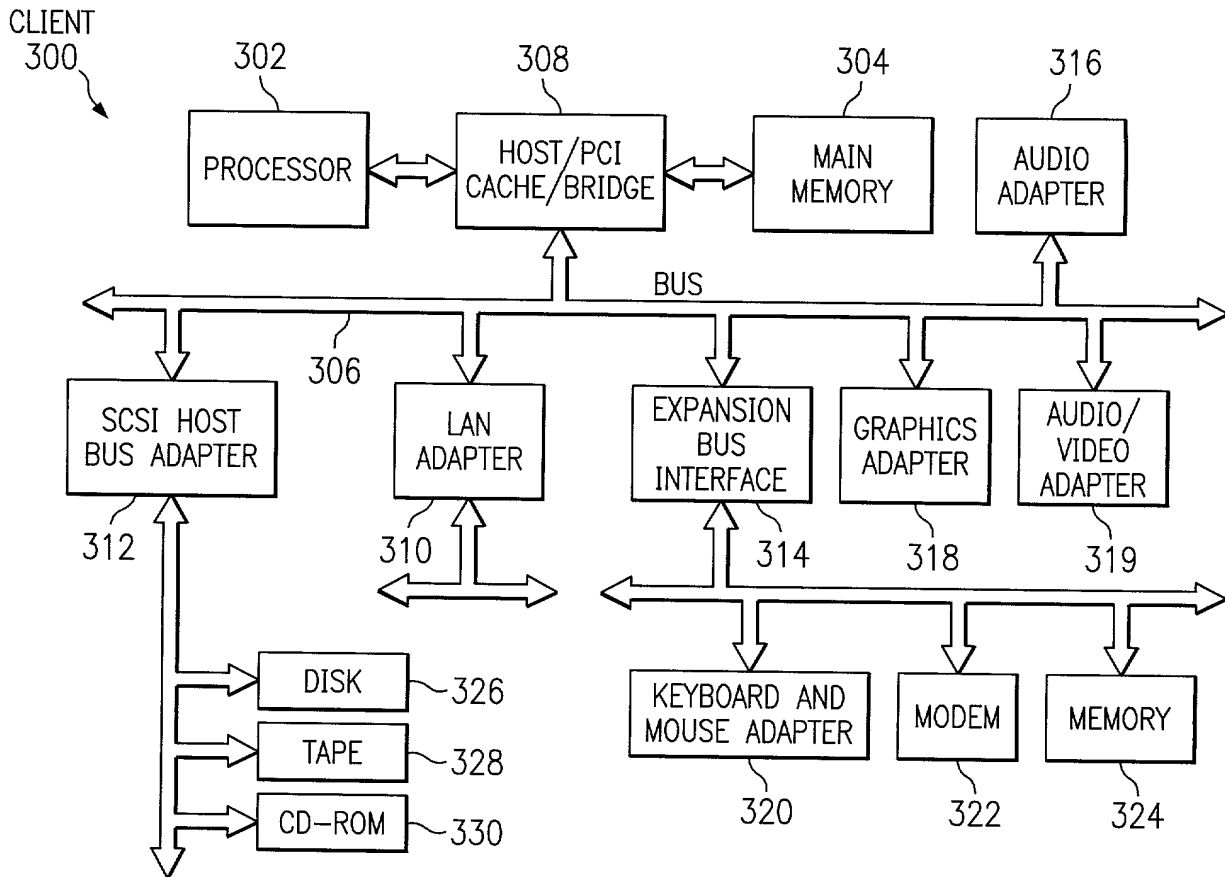 CLIENT
300
302
308
304
316
PROCESSOR
HOST/PCI
CACHE/BRIDGE
MAIN
MEMORY
AUDIO
ADAPTER
BUS
306
SCSI HOST
BUS ADAPTER
LAN
ADAPTER
EXPANSION
BUS
INTERFACE
GRAPHICS
ADAPTER
AUDIO/
VIDEO
ADAPTER
312
310
314
318
319
DISK
326
TAPE
328
CD-ROM
330
KEYBOARD AND
MOUSE ADAPTER
MODEM
MEMORY
320
322
324